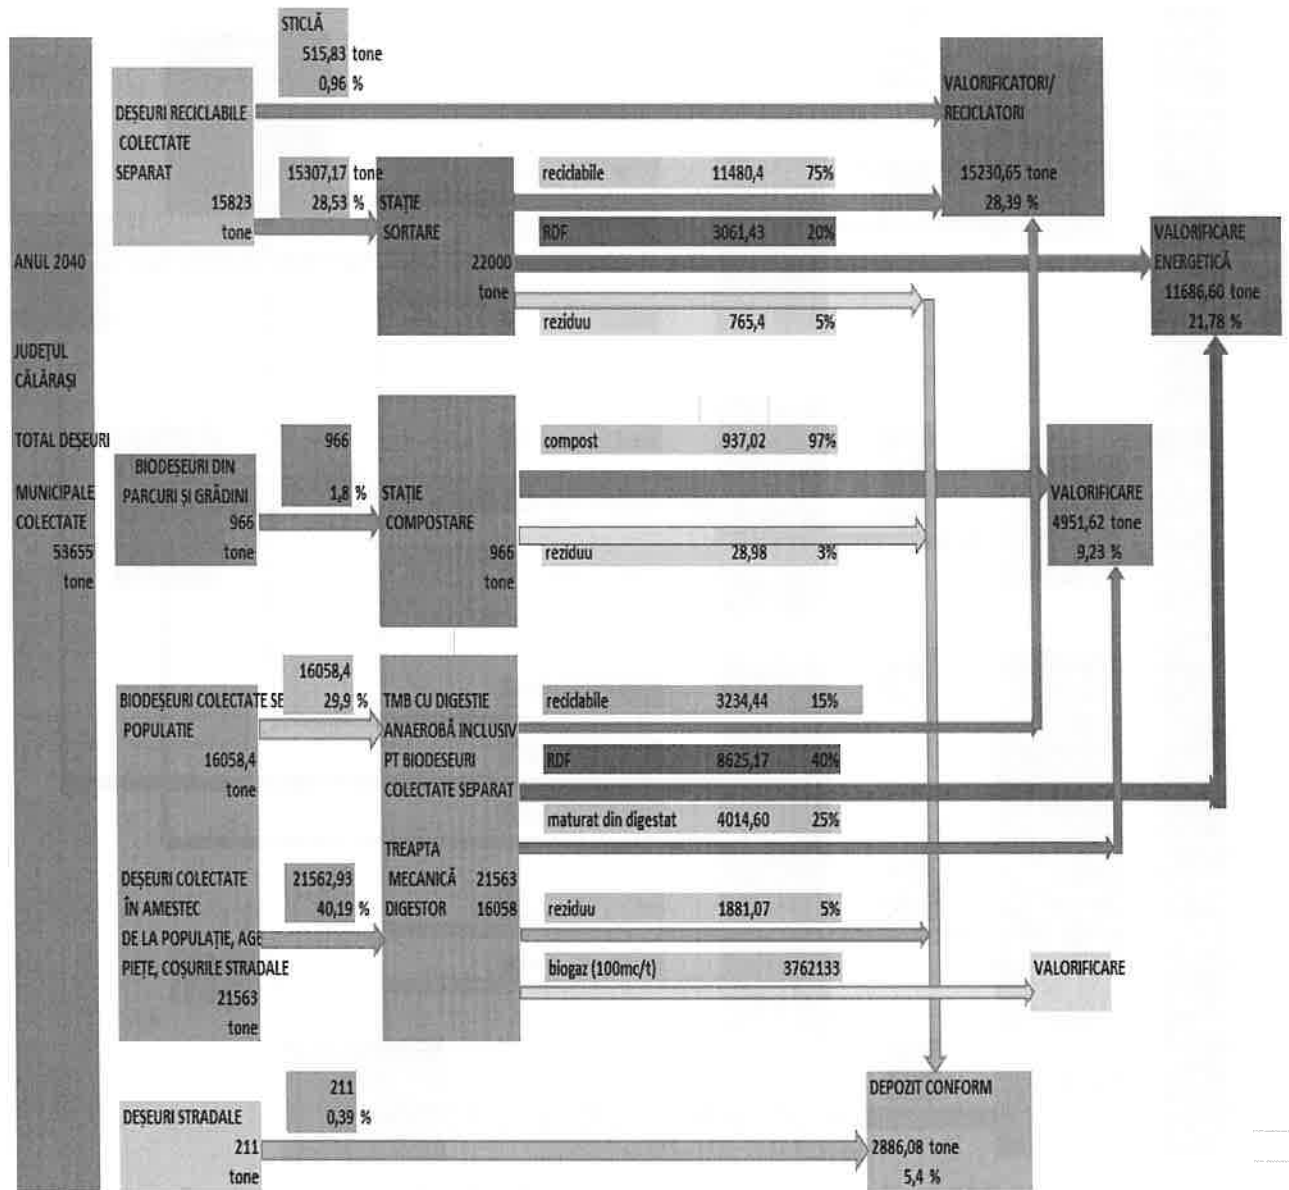 STICLĂ
515,83 tone
0,96 %
DEȘEURI RECICLABILE
COLECTATE
SEPARAT
15823
tone
15307,17 tone
28,53 %
STAȚIE
SORTARE
22000
tone
reciclabile 11480,4 75%
RDF 3061,43 20%
reziduu 765,4 5%
VALORIFICATORI/
RECICLATORI
15230,65 tone
28,39 %
VALORIFICARE
ENERGETICĂ
11686,60 tone
21,78 %
ANUL 2040
JUDEȚUL
CĂLĂRAȘI
TOTAL DEȘEURI
MUNICIPALE
COLECTATE
53655
tone
BIODEȘEURI DIN
PARCURI ȘI GRĂDINI
966
tone
966
1,8 %
STAȚIE
COMPOSTARE
966
tone
compost 937,02 97%
reziduu 28,98 3%
VALORIFICARE
4951,62 tone
9,23 %
BIODEȘEURI COLECTATE SE
POPULATIE
16058,4
tone
16058,4
29,9 %
TMB CU DIGESTIE
ANAEROBĂ INCLUSIV
PT BIODESEURI
COLECTATE SEPARAT
TREAPTA
MECANICĂ 21563
DIGESTOR 16058
reciclabile 3234,44 15%
RDF 8625,17 40%
maturat din digestat 4014,60 25%
reziduu 1881,07 5%
biogaz (100mc/t) 3762133
VALORIFICARE
DEȘEURI COLECTATE
ÎN AMESTEC
DE LA POPULAȚIE, AGE
PIEȚE, COȘURILE STRADALE
21563
tone
21562,93
40,19 %
DEȘEURI STRADALE
211
tone
211
0,39 %
DEPOZIT CONFORM
2886,08 tone
5,4 %